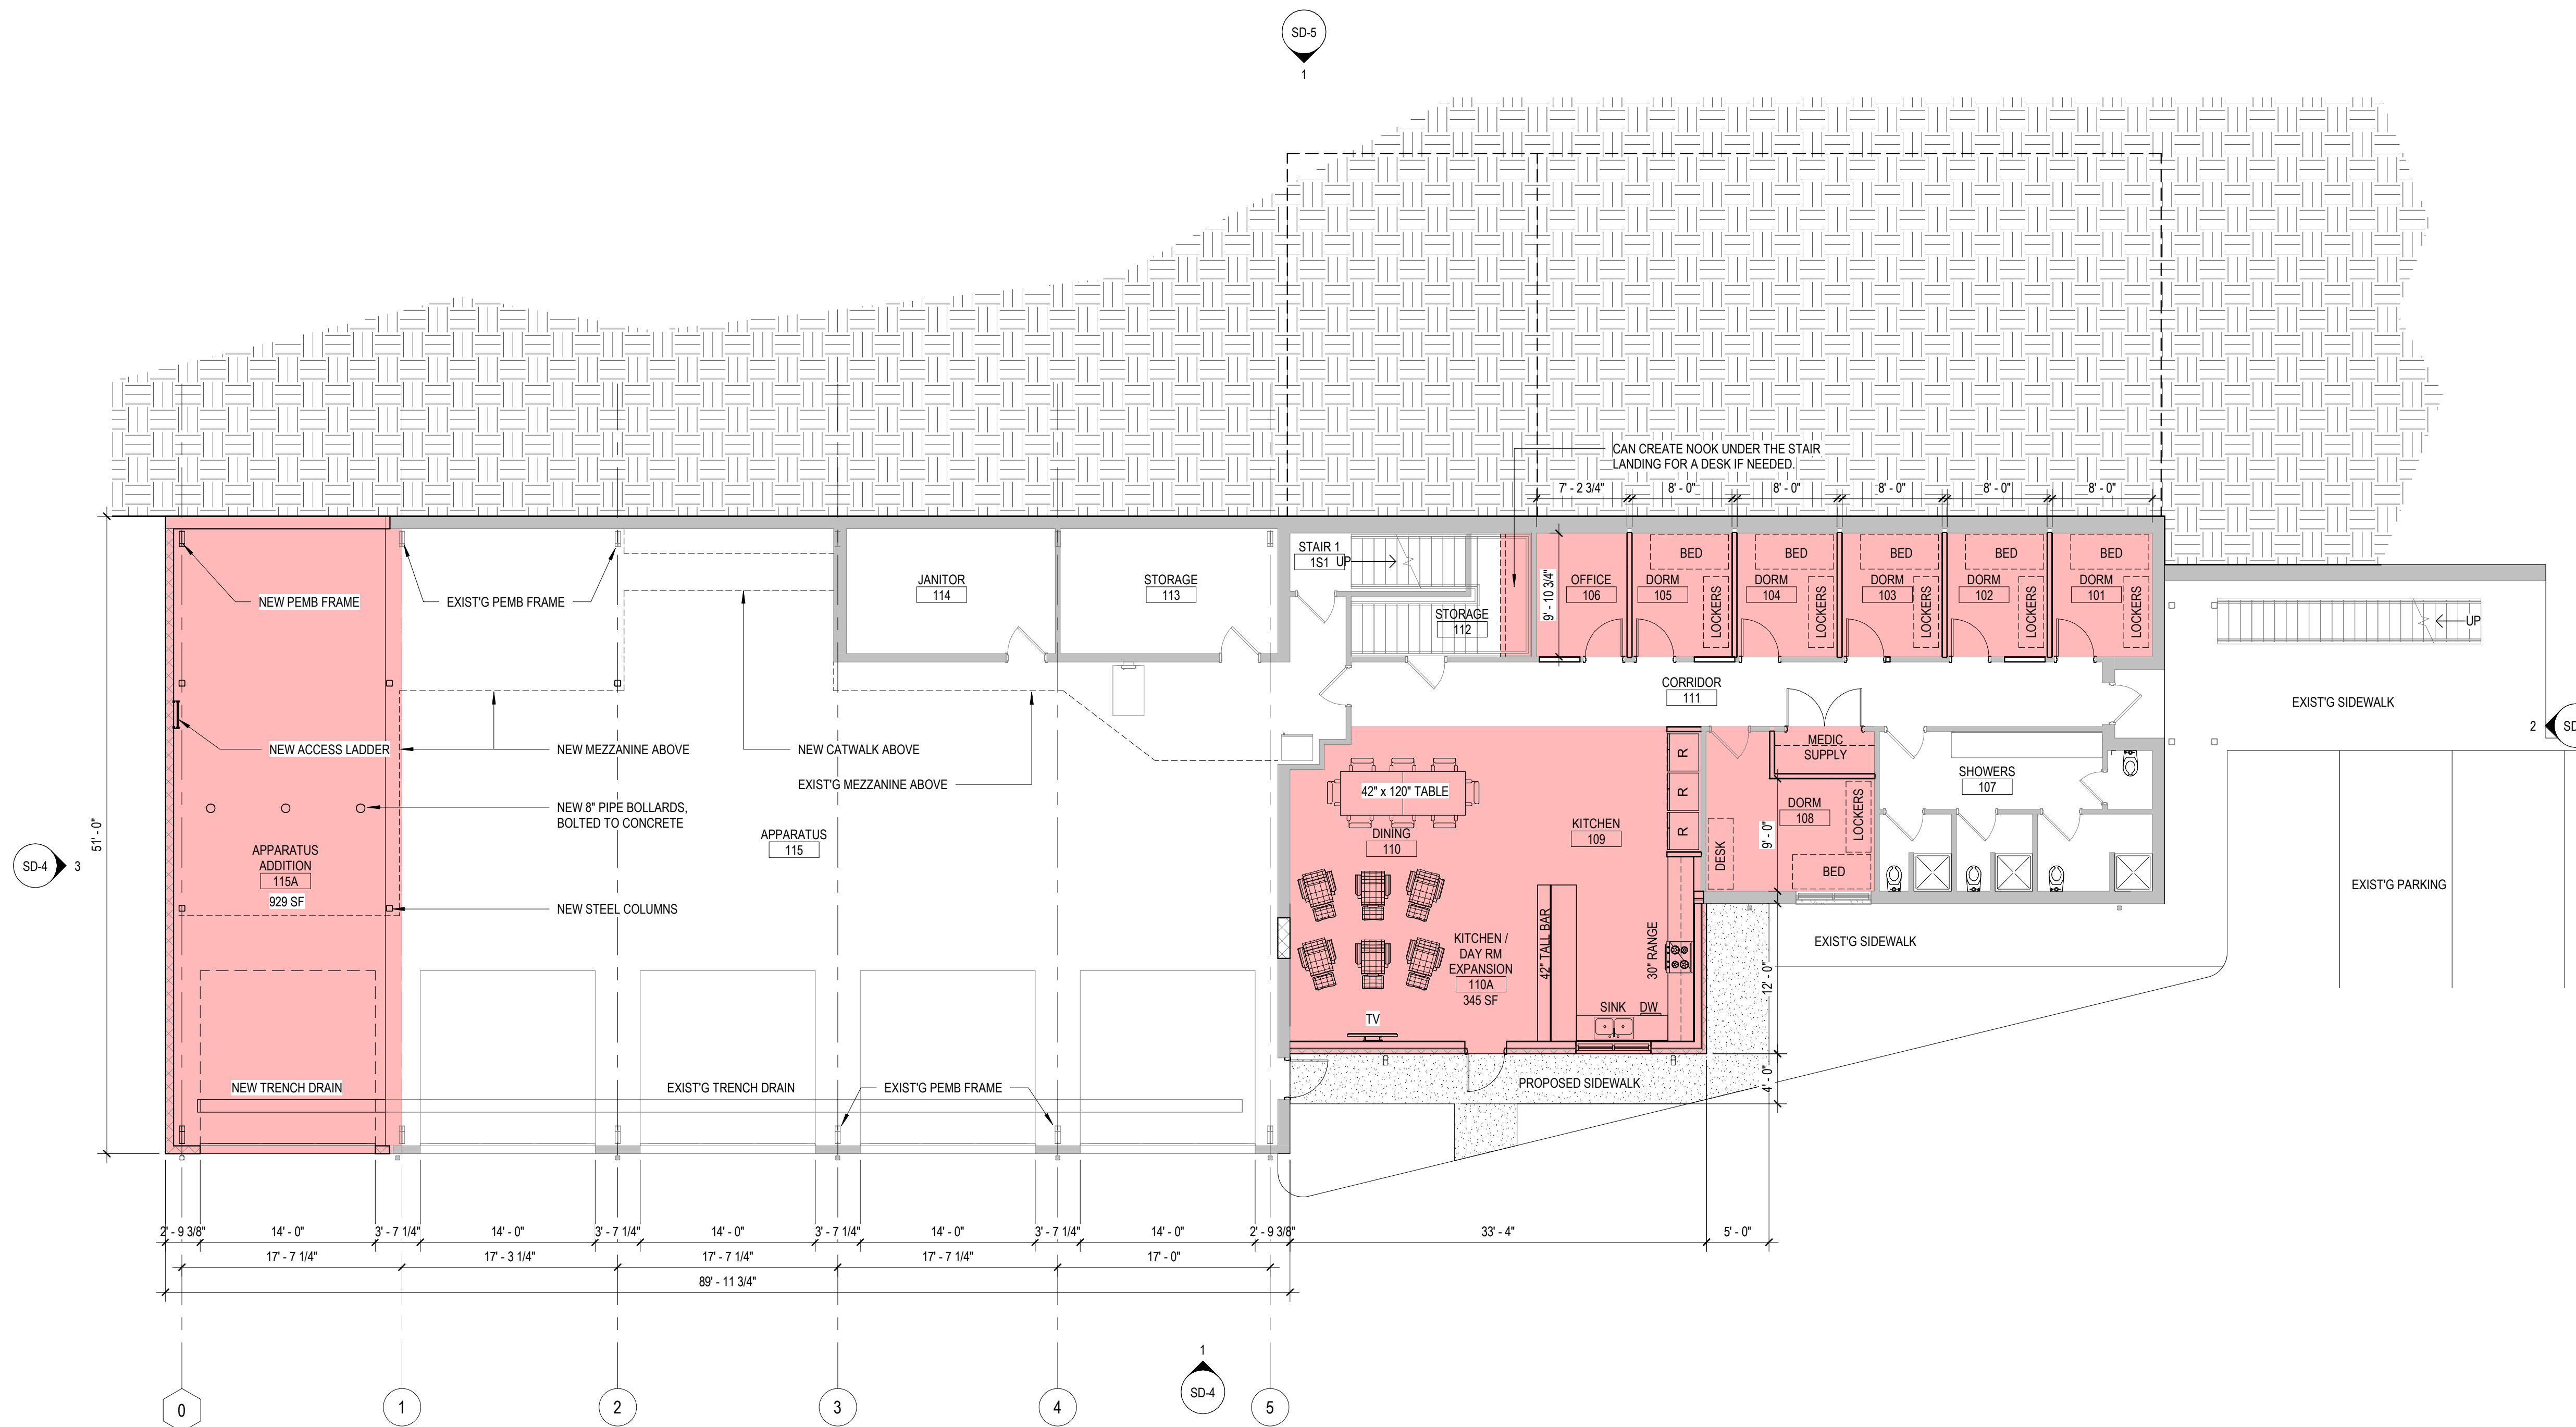 SD-5
1
CAN CREATE NOOK UNDER THE STAIR
LANDING FOR A DESK IF NEEDED.
7' - 2 3/4"
8' - 0"
8' - 0"
8' - 0"
8' - 0"
8' - 0"
STAIR 1
1S1
UP
JANITOR
114
STORAGE
113
STORAGE
112
9' - 10 3/4"
OFFICE
106
BED
DORM
105
LOCKERS
BED
DORM
104
LOCKERS
BED
DORM
103
LOCKERS
BED
DORM
102
LOCKERS
BED
DORM
101
LOCKERS
UP
NEW PEMB FRAME
EXIST'G PEMB FRAME
CORRIDOR
111
EXIST'G SIDEWALK
2
NEW ACCESS LADDER
NEW MEZZANINE ABOVE
NEW CATWALK ABOVE
EXIST'G MEZZANINE ABOVE
MEDIC
SUPPLY
SHOWERS
107
R
R
R
42" x 120" TABLE
DINING
110
KITCHEN
109
DORM
108
LOCKERS
9' - 0"
DESK
BED
NEW 8" PIPE BOLLARDS,
BOLTED TO CONCRETE
APPARATUS
115
51' - 0"
SD-4
3
APPARATUS
ADDITION
115A
929 SF
NEW STEEL COLUMNS
EXIST'G PARKING
KITCHEN /
DAY RM
EXPANSION
110A
345 SF
42" TALL BAR
30" RANGE
EXIST'G SIDEWALK
12' - 0"
SINK
DW
TV
4' - 0"
NEW TRENCH DRAIN
EXIST'G TRENCH DRAIN
EXIST'G PEMB FRAME
PROPOSED SIDEWALK
2' - 9 3/8"
14' - 0"
3' - 7 1/4"
14' - 0"
3' - 7 1/4"
14' - 0"
3' - 7 1/4"
14' - 0"
3' - 7 1/4"
14' - 0"
2' - 9 3/8"
33' - 4"
5' - 0"
17' - 7 1/4"
17' - 3 1/4"
17' - 7 1/4"
17' - 7 1/4"
17' - 0"
89' - 11 3/4"
1
SD-4
0
1
2
3
4
5